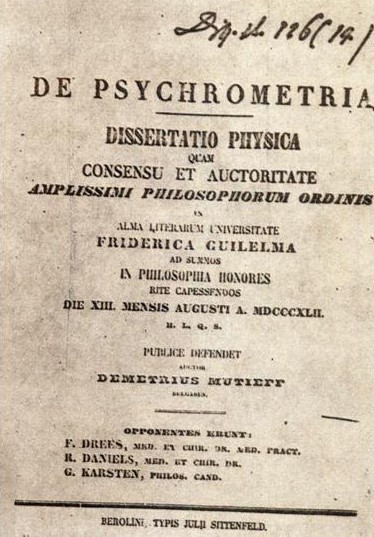 126 (14)
DE PSYCHROMETRIA
DISSERTATIO PHYSICA
QUAM
CONSENSU ET AUCTORITATE
AMPLISSIMI PHILOSOPHORUM ORDINIS
IN
ALMA LITERARUM UNIVERSITATE
FRIDERICA GUILELMA
AD SUMMOS
IN PHILOSOPHIA HONORES
RITE CAPESSENDOS
DIE XIII. MENSIS AUGUSTI A. MDCCCXLII.
H. L. Q. S.
PUBLICE DEFENDET
AUCTOR
DEMETRIUS MUTIEFF
BULGARUS.
OPPONENTES ERUNT:
F. DREES, MED. ET CHIR. DR. MED. PRACT.
R. DANIELS, MED. ET CHIR. DR.
G. KARSTEN, PHILOS. CAND.
BEROLINI, TYPIS JULII SITTENFELD.